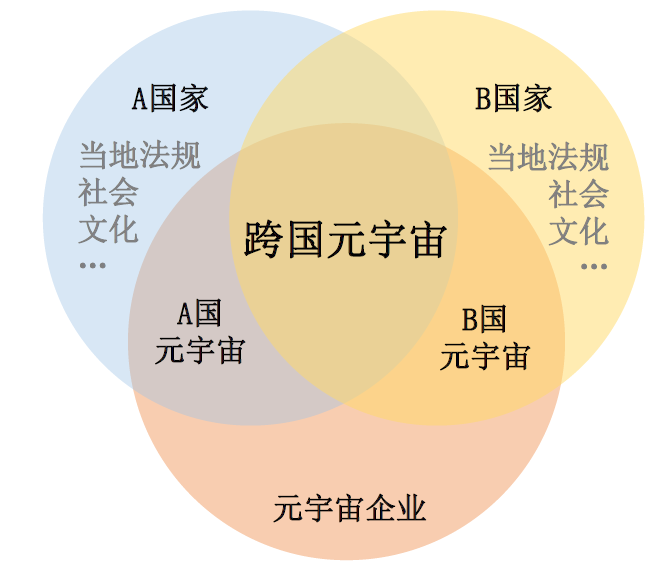 A国家
当地法规
社会
文化
...
B国家
当地法规
社会
文化
...
跨国元宇宙
A国
元宇宙
B国
元宇宙
元宇宙企业